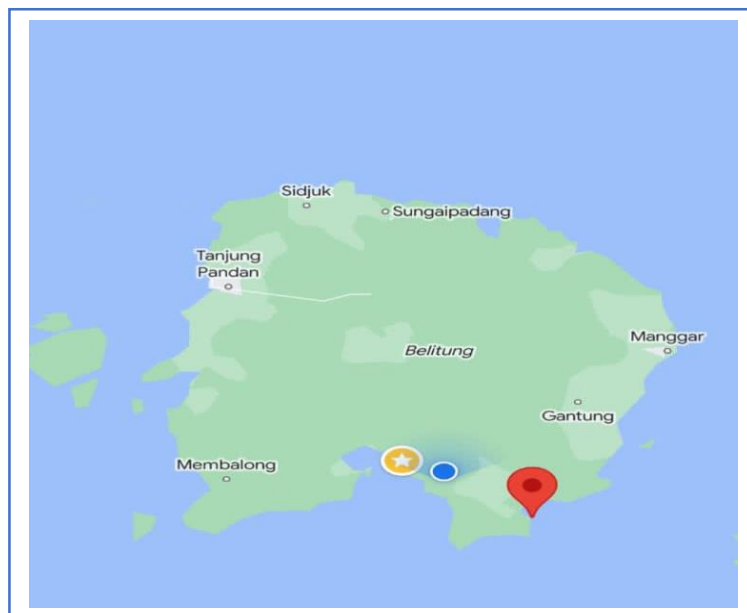 Sidjuk
Sungaipadang
Tanjung
Pandan
Manggar
Belitung
Gantung
Membalong